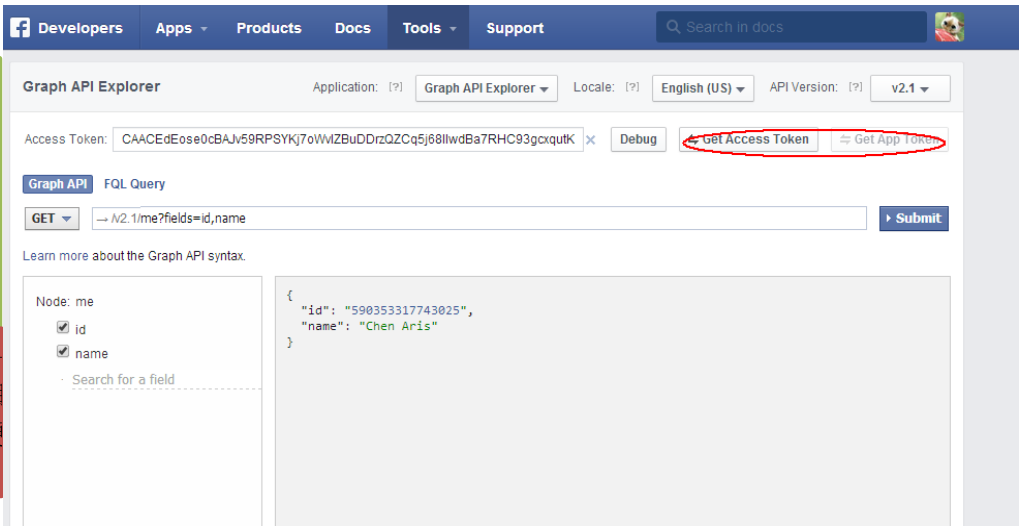 f Developers Apps Products Docs Tools Support Search in docs
Graph API Explorer Application: [?] Graph API Explorer Locale: [?] English (US) API Version: [?] v2.1
Access Token: CAACEdEose0cBAJv59RPSYKj7oWvlZBuDDrzQZCq5j68IlwdBa7RHC93gcxqutK × Debug Get Access Token Get App Token
Graph API FQL Query
GET → /v2.1/me?fields=id,name Submit
Learn more about the Graph API syntax.
Node: me
id
name
Search for a field
{
"id": "590353317743025",
"name": "Chen Aris"
}